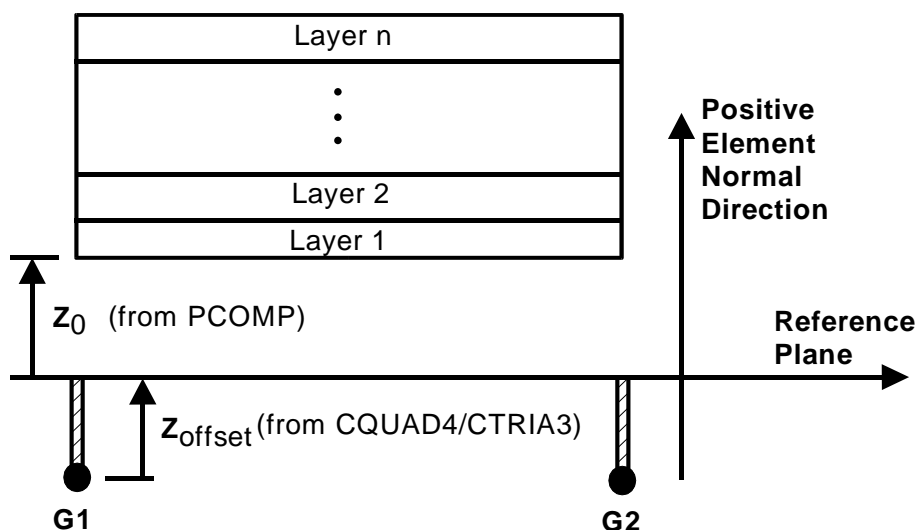 Layer n
Positive
Element
Normal
Direction
Layer 2
Layer 1
Z0 (from PCOMP)
Reference
Plane
Zoffset (from CQUAD4/CTRIA3)
G1
G2